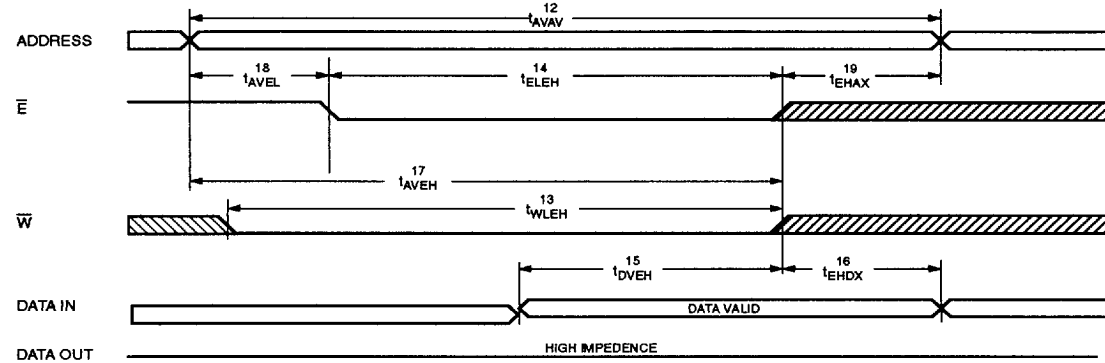 12
tAVAV
ADDRESS
18
tAVEL
14
tELEH
19
tEHAX
E
17
tAVEH
13
tWLEH
W
15
tDVEH
16
tEHDX
DATA IN
DATA VALID
DATA OUT
HIGH IMPEDENCE